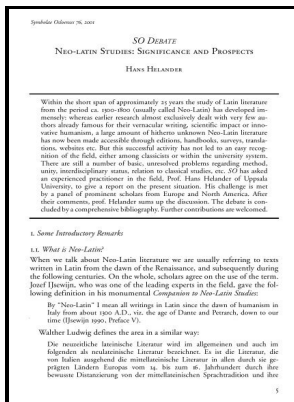 Symbolae Osloenses 76, 2001
SO DEBATE
NEO-LATIN STUDIES: SIGNIFICANCE AND PROSPECTS
HANS HELANDER
Within the short span of approximately 25 years the study of Latin literature
from the period ca. 1300-1800 (usually called Neo-Latin) has developed im-
mensely: whereas earlier research almost exclusively dealt with very few au-
thors already famous for their vernacular writing, scientific impact or inno-
vative humanism, a large amount of hitherto unknown Neo-Latin literature
has now been made accessible through editions, handbooks, surveys, transla-
tions, websites etc. But this successful activity has not led to an easy recog-
nition of the field, either among classicists or within the university system.
There are still a number of basic, unresolved problems regarding method,
unity, interdisciplinary status, relation to classical studies, etc. SO has asked
an experienced practitioner in the field, Prof. Hans Helander of Uppsala
University, to give a report on the present situation. His challenge is met
by a panel of prominent scholars from Europe and North America. After
their comments, prof. Helander sums up the discussion. The debate is con-
cluded by a comprehensive bibliography. Further contributions are welcomed.
1. Some Introductory Remarks
1.1. What is Neo-Latin?
When we talk about Neo-Latin literature we are usually referring to texts
written in Latin from the dawn of the Renaissance, and subsequently during
the following centuries. On the whole, scholars agree on the use of the term.
Jozef IJsewijn, who was one of the leading experts in the field, gave the fol-
lowing definition in his monumental Companion to Neo-Latin Studies:
By "Neo-Latin" I mean all writings in Latin since the dawn of humanism in
Italy from about 1300 A.D., viz. the age of Dante and Petrarch, down to our
time (IJsewijn 1990, Preface V).
Walther Ludwig defines the area in a similar way:
Die neuzeitliche lateinische Literatur wird im allgemeinen und auch im
folgenden als neulateinische Literatur bezeichnet. Es ist die Literatur, die
von Italien ausgehend die mittellateinische Literatur in allen durch sie ge-
prägten Ländern Europas vom 14. bis zum 16. Jahrhundert durch ihre
bewusste Distanzierung von der mittellateinischen Sprachtradition und ihre
5